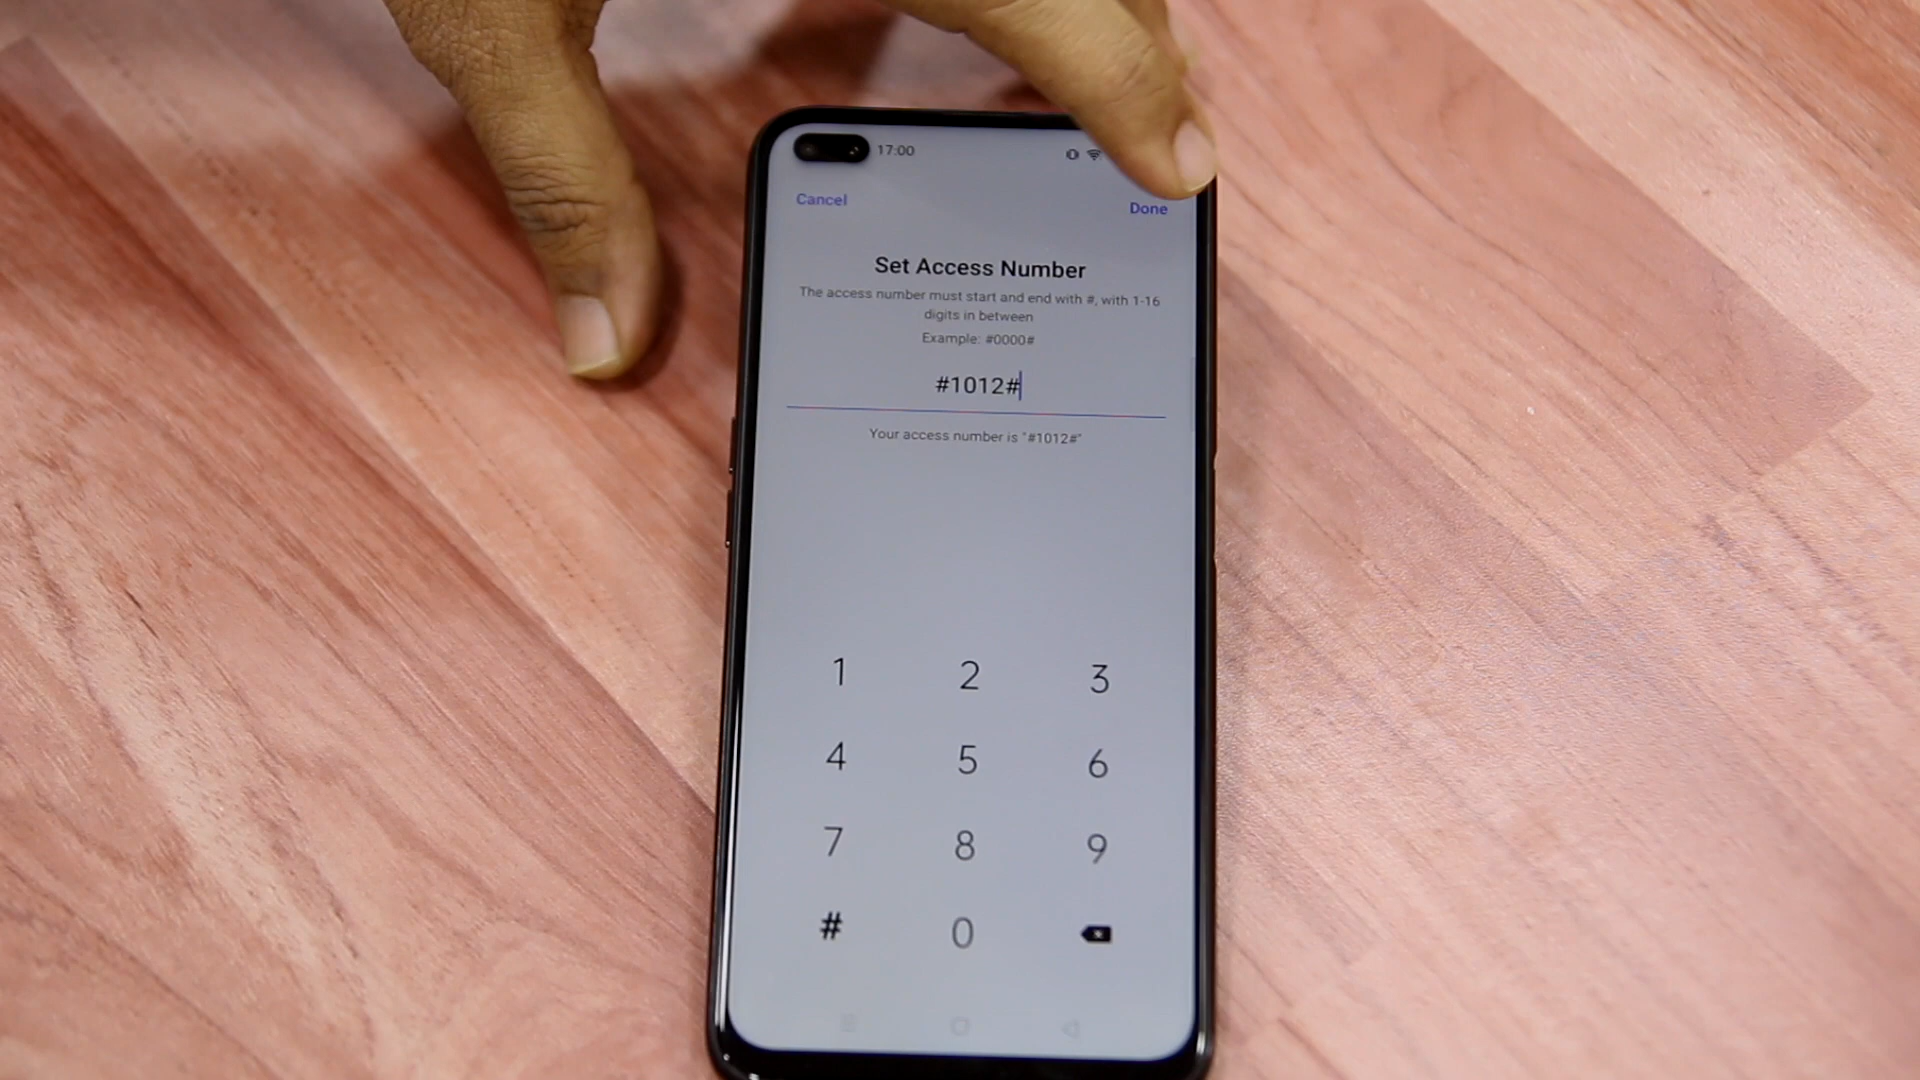 17:00
Cancel
Done
Set Access Number
The access number must start and end with #, with 1-16
digits in between
Example: #0000#
#1012#
Your access number is "#1012#"
1 2 3
4 5 6
7 8 9
# 0